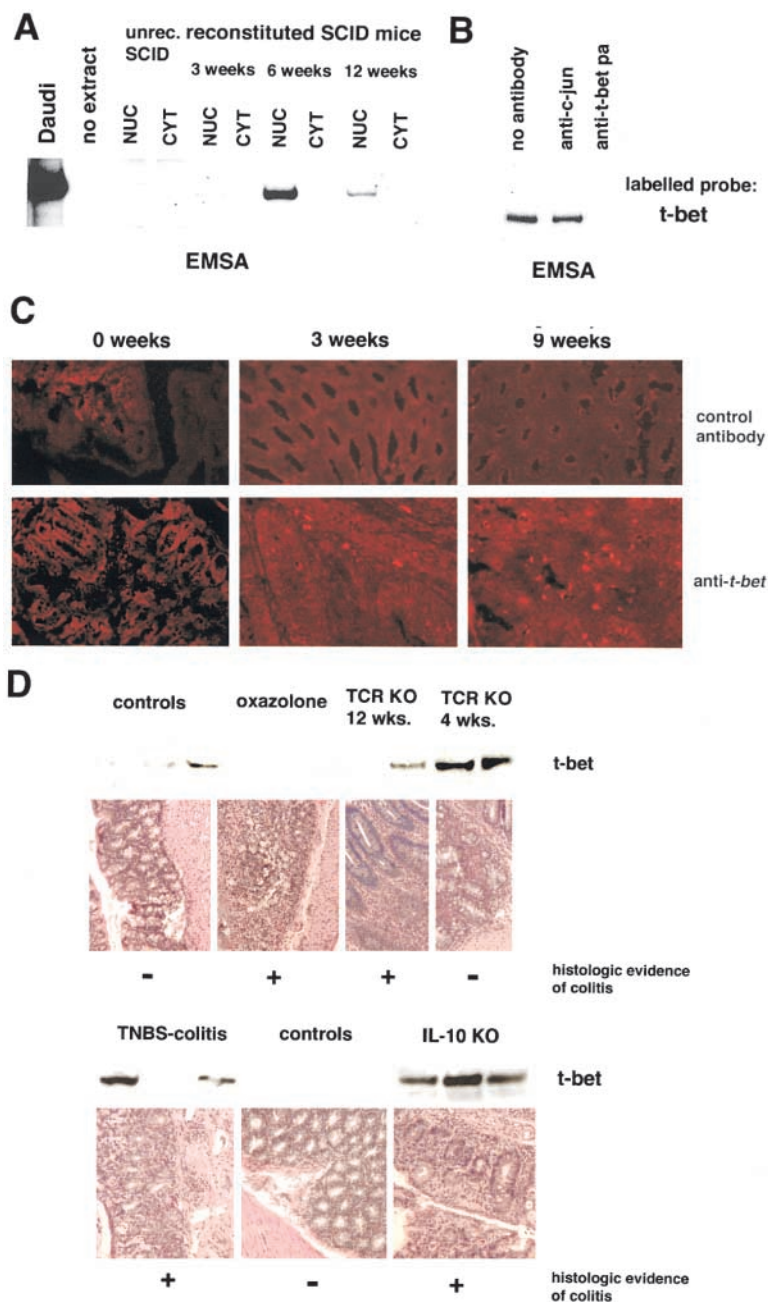 A
unrec. reconstituted SCID mice
SCID
3 weeks 6 weeks 12 weeks
Daudi
no extract
NUC
CYT
NUC
CYT
NUC
CYT
NUC
CYT
EMSA
B
no antibody
anti-c-jun
anti-t-bet pa
labelled probe:
t-bet
EMSA
C
0 weeks 3 weeks 9 weeks
control
antibody
anti-t-bet
D
controls oxazolone TCR KO TCR KO
12 wks. 4 wks.
t-bet
- + + -
histologic evidence
of colitis
TNBS-colitis controls IL-10 KO
t-bet
+ - +
histologic evidence
of colitis